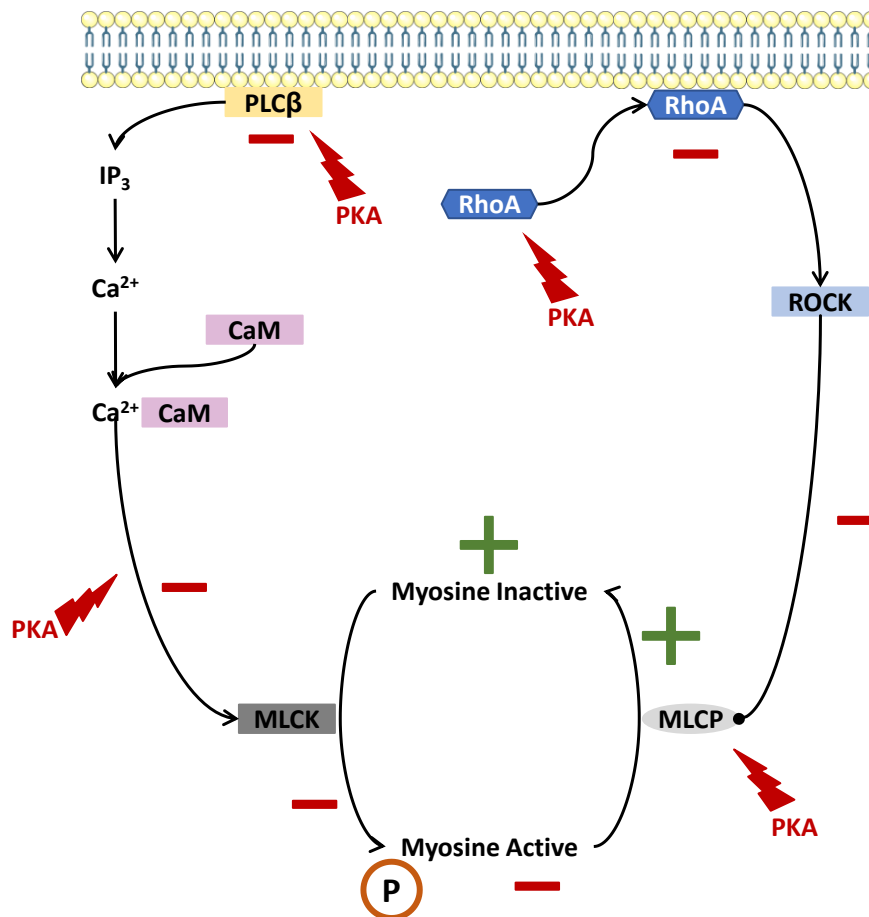 PLCβ
RhoA
IP₃
PKA
RhoA
Ca²⁺
PKA
ROCK
CaM
Ca²⁺ CaM
Myosine Inactive
PKA
MLCK
MLCP
PKA
Myosine Active
P